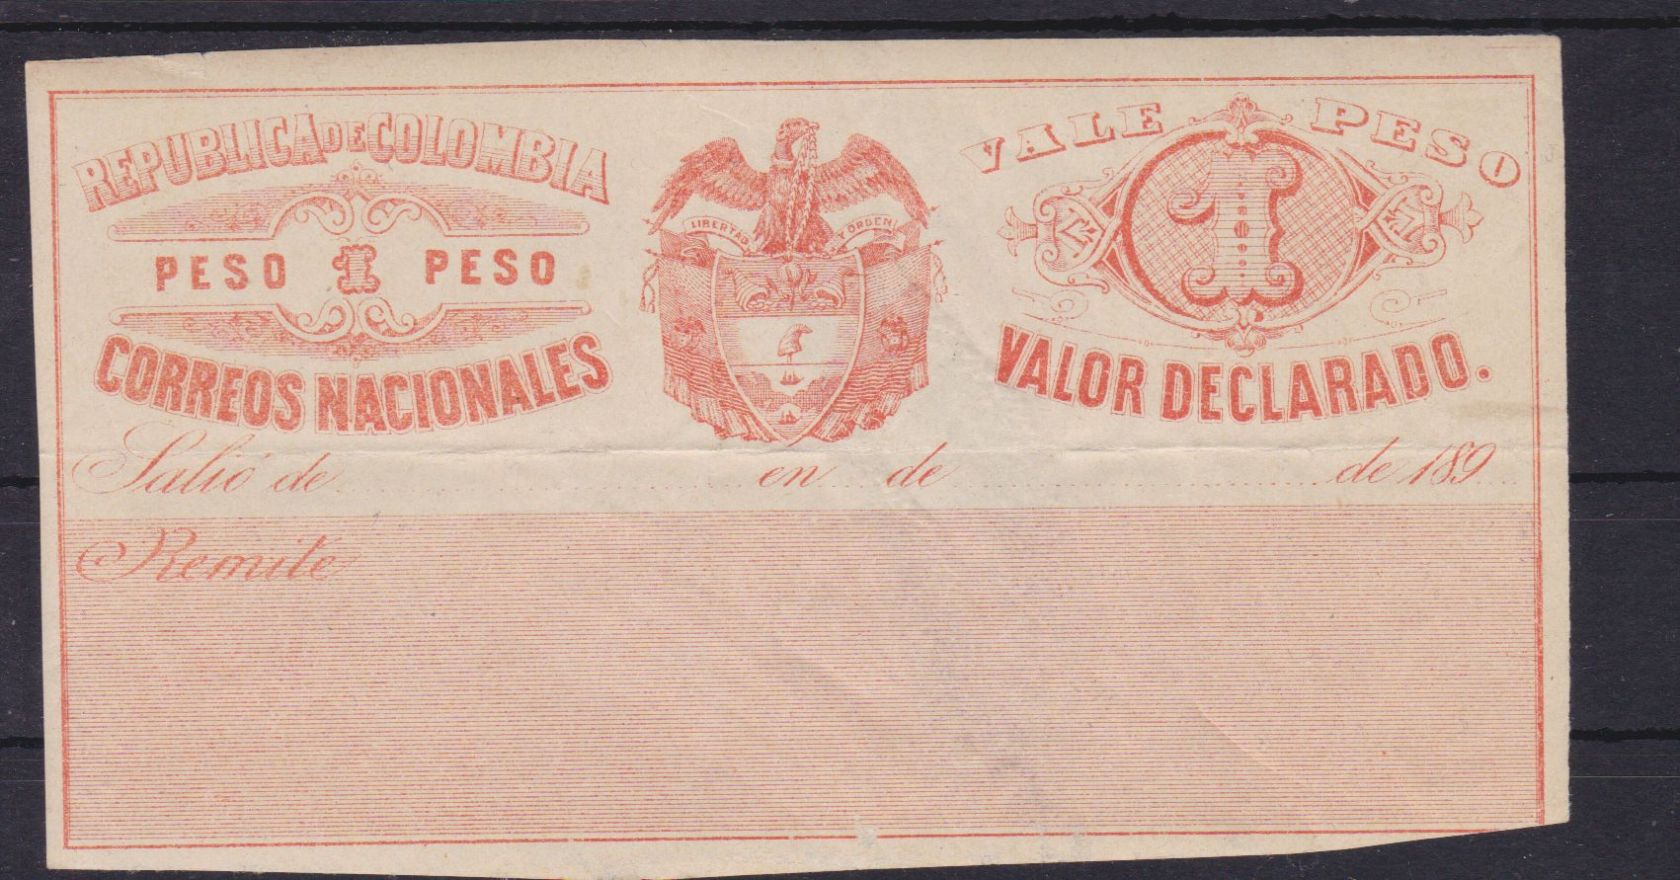 REPUBLICA DE COLOMBIA
PESO 1 PESO
CORREOS NACIONALES
LIBERTAD Y ORDEN
VALE PESO
1
VALOR DECLARADO.
Salió de en de de 189
Remite